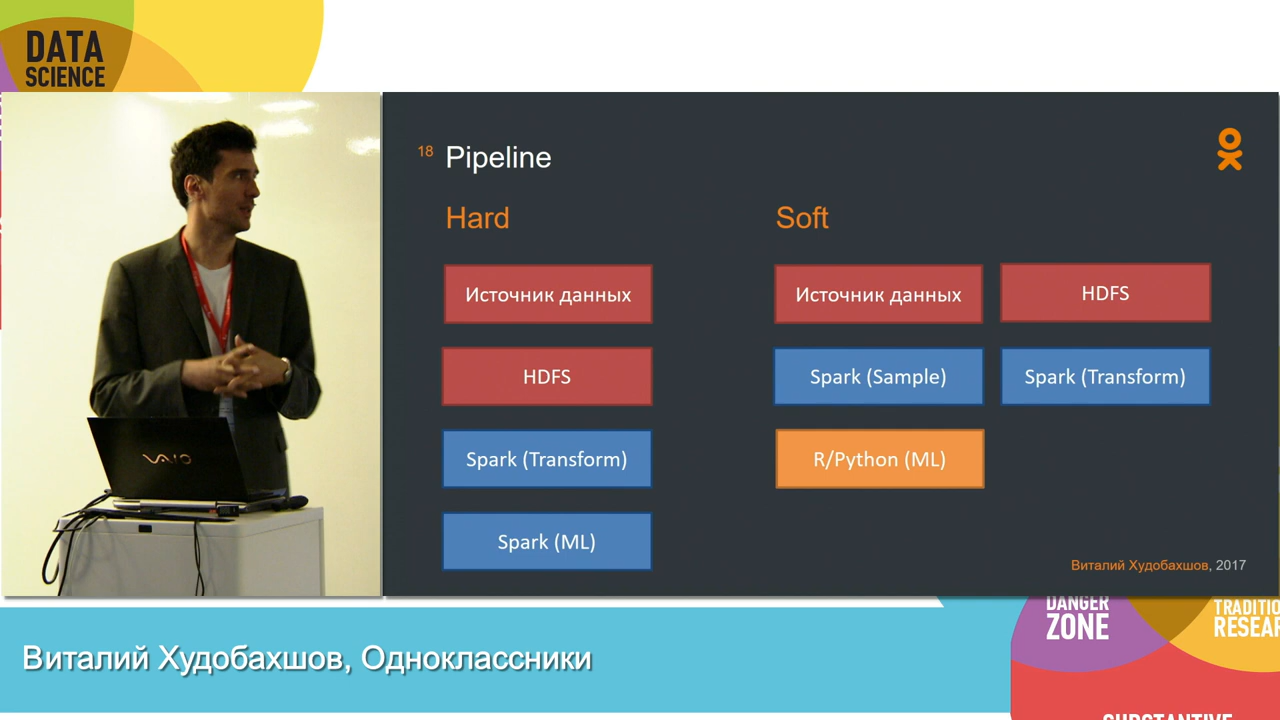 DATA
SCIENCE
18 Pipeline
Hard
Soft
Источник данных
HDFS
Spark (Transform)
Spark (ML)
Источник данных
HDFS
Spark (Sample)
Spark (Transform)
R/Python (ML)
Виталий Худобахшов, 2017
VAIO
Виталий Худобахшов, Одноклассники
DANGER
ZONE
TRADITIO
RESEAR
SUBSTANTIVE